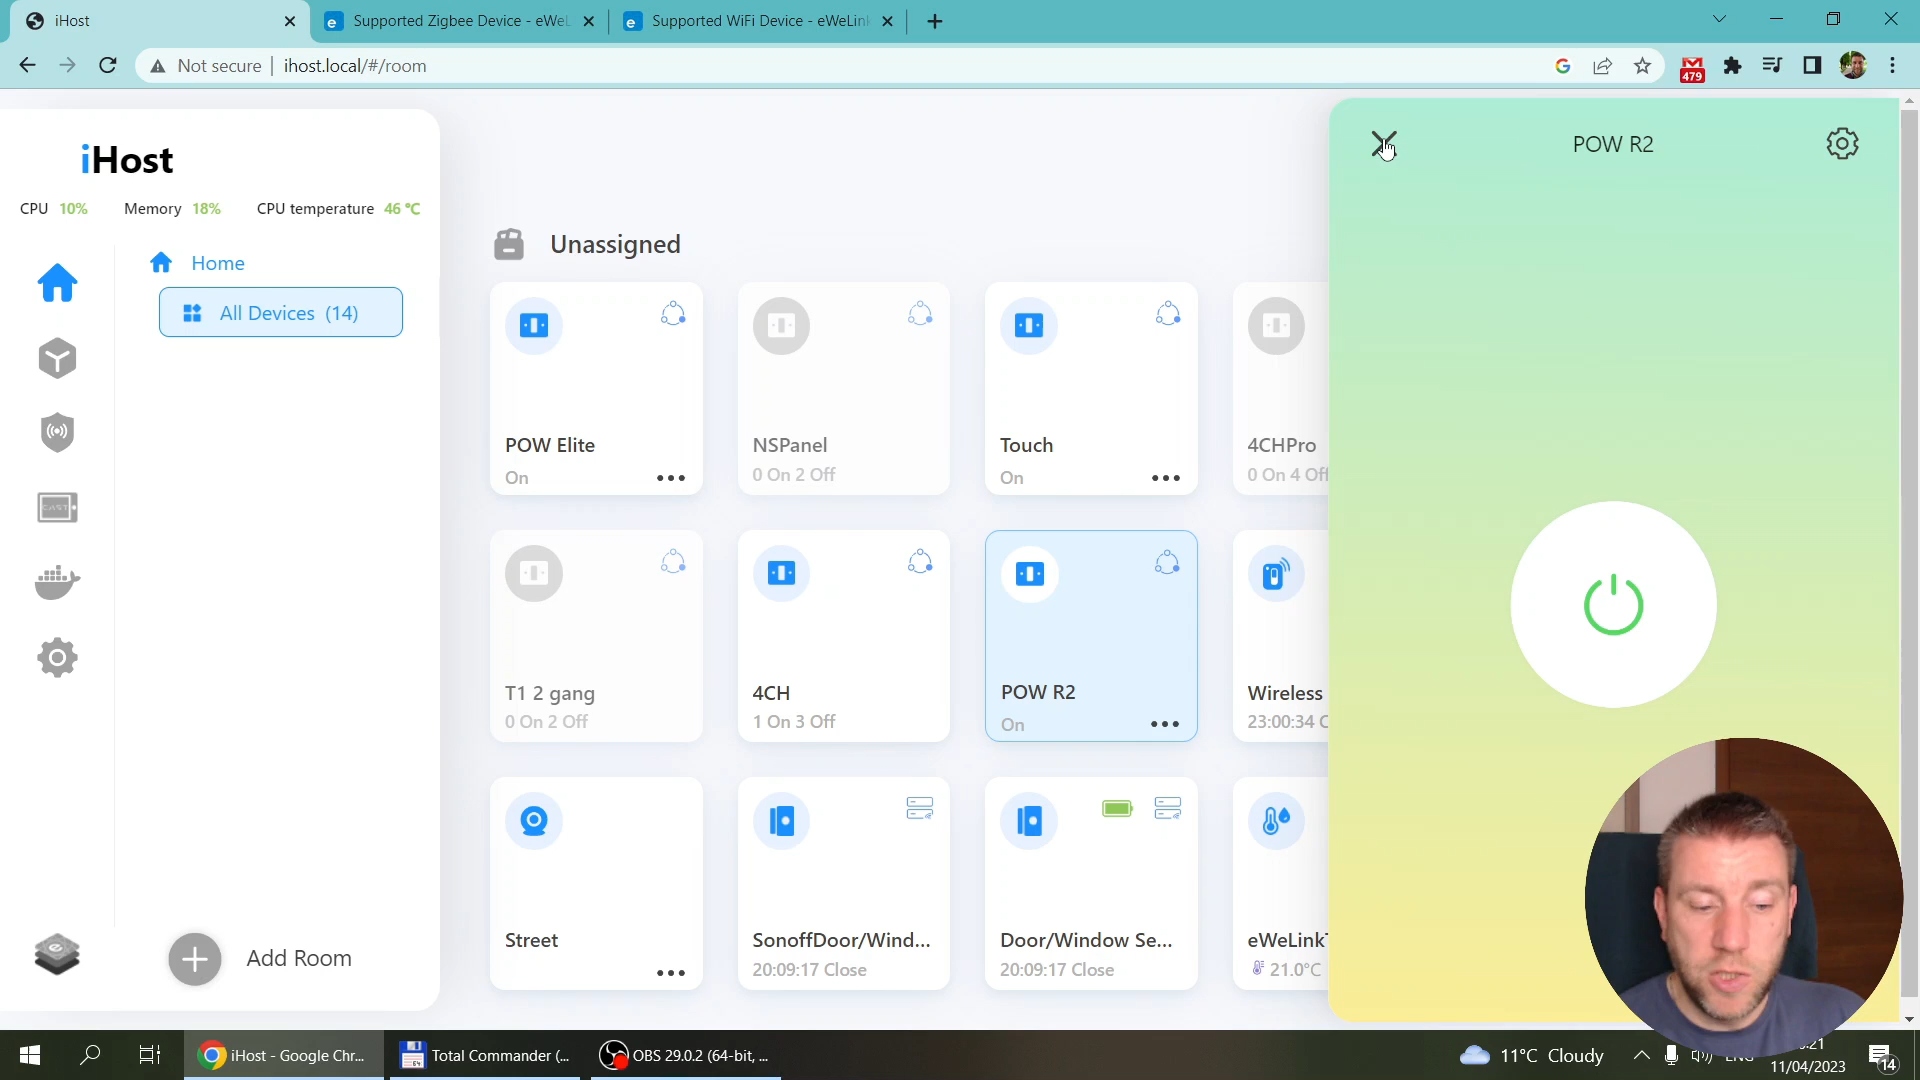 iHost
Supported Zigbee Device - eWeL
Supported WiFi Device - eWeLink
Not secure
ihost.local/#/room
479
iHost
CPU 10%
Memory 18%
CPU temperature 46 ℃
Home
All Devices (14)
CAST
Add Room
Unassigned
POW Elite
On
NSPanel
0 On 2 Off
Touch
On
4CHPro
0 On 4 Off
T1 2 gang
0 On 2 Off
4CH
1 On 3 Off
POW R2
On
Wireless
23:00:34 C
Street
SonoffDoor/Wind...
20:09:17 Close
Door/Window Se...
20:09:17 Close
eWeLink
21.0°C
POW R2
iHost - Google Chr...
Total Commander (...
OBS 29.0.2 (64-bit, ...
11°C Cloudy
ENG
:21
11/04/2023
14